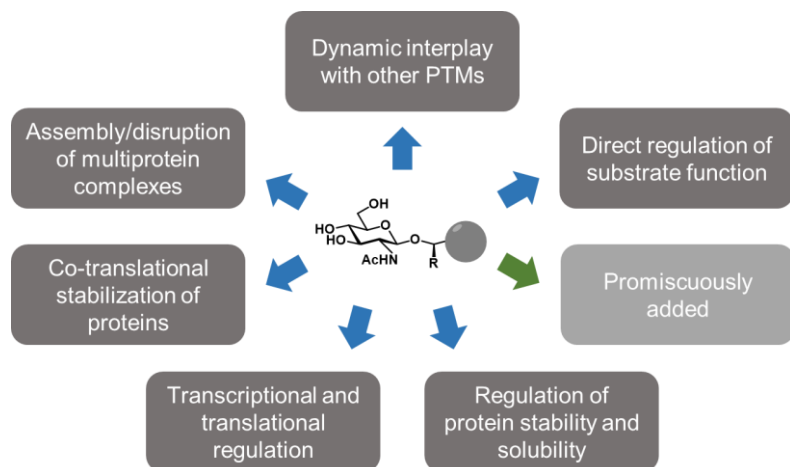 Dynamic interplay
with other PTMs
Assembly/disruption
of multiprotein
complexes
Direct regulation of
substrate function
OH
HO
O
HO
O
AcHN
R
Co-translational
stabilization of
proteins
Promiscuously
added
Transcriptional and
translational
regulation
Regulation of
protein stability and
solubility